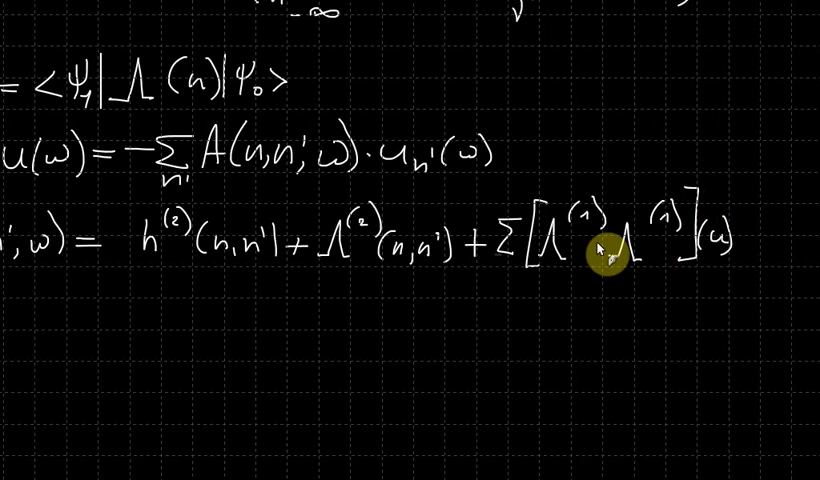 -∞
= <Ψ₁|Λ(n)|Ψ₀>
u(ω) = -∑ₙ' A(n,n';ω)·uₙ'(ω)
',ω) = h⁽²⁾(n,n') + Λ⁽²⁾(n,n') + Σ[Λ⁽¹⁾,Λ⁽¹⁾](ω)